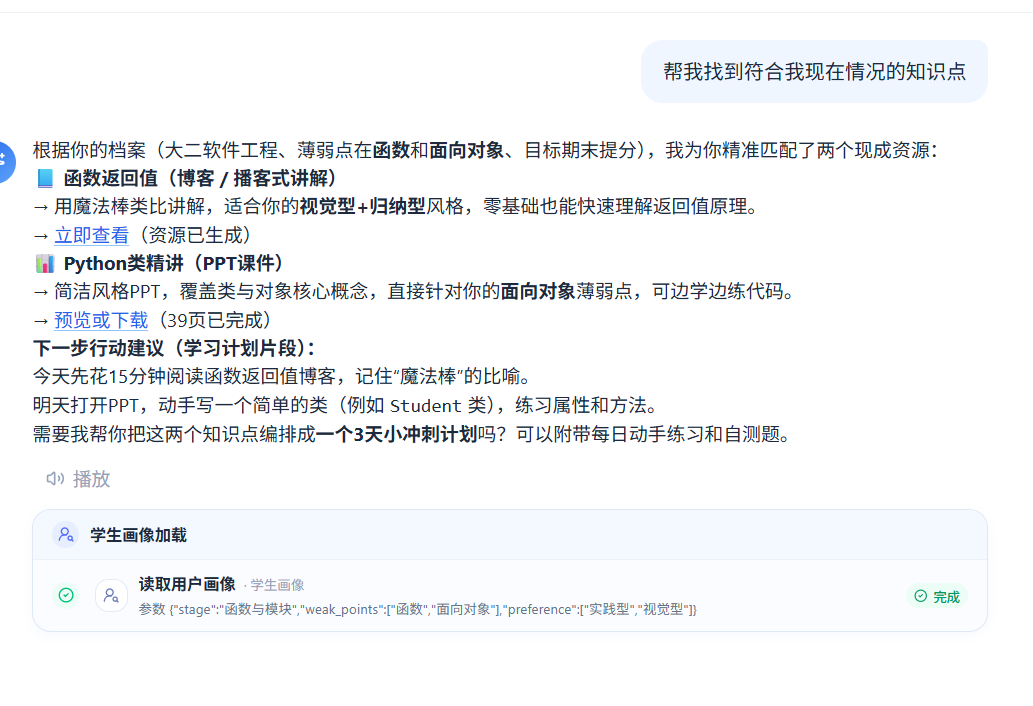 帮我找到符合我现在情况的知识点
根据你的档案（大二软件工程、薄弱点在函数和面向对象、目标期末提分），我为你精准匹配了两个现成资源：
📘 函数返回值（博客 / 播客式讲解）
→ 用魔法棒类比讲解，适合你的视觉型+归纳型风格，零基础也能快速理解返回值原理。
→ 立即查看（资源已生成）
📊 Python类精讲（PPT课件）
→ 简洁风格PPT，覆盖类与对象核心概念，直接针对你的面向对象薄弱点，可边学边练代码。
→ 预览或下载（39页已完成）
下一步行动建议（学习计划片段）：
今天先花15分钟阅读函数返回值博客，记住“魔法棒”的比喻。
明天打开PPT，动手写一个简单的类（例如 Student 类），练习属性和方法。
需要我帮你把这两个知识点编排成一个3天小冲刺计划吗？可以附带每日动手练习和自测题。
播放
学生画像加载
读取用户画像 · 学生画像
参数 {"stage":"函数与模块","weak_points":["函数","面向对象"],"preference":["实践型","视觉型"]}
完成